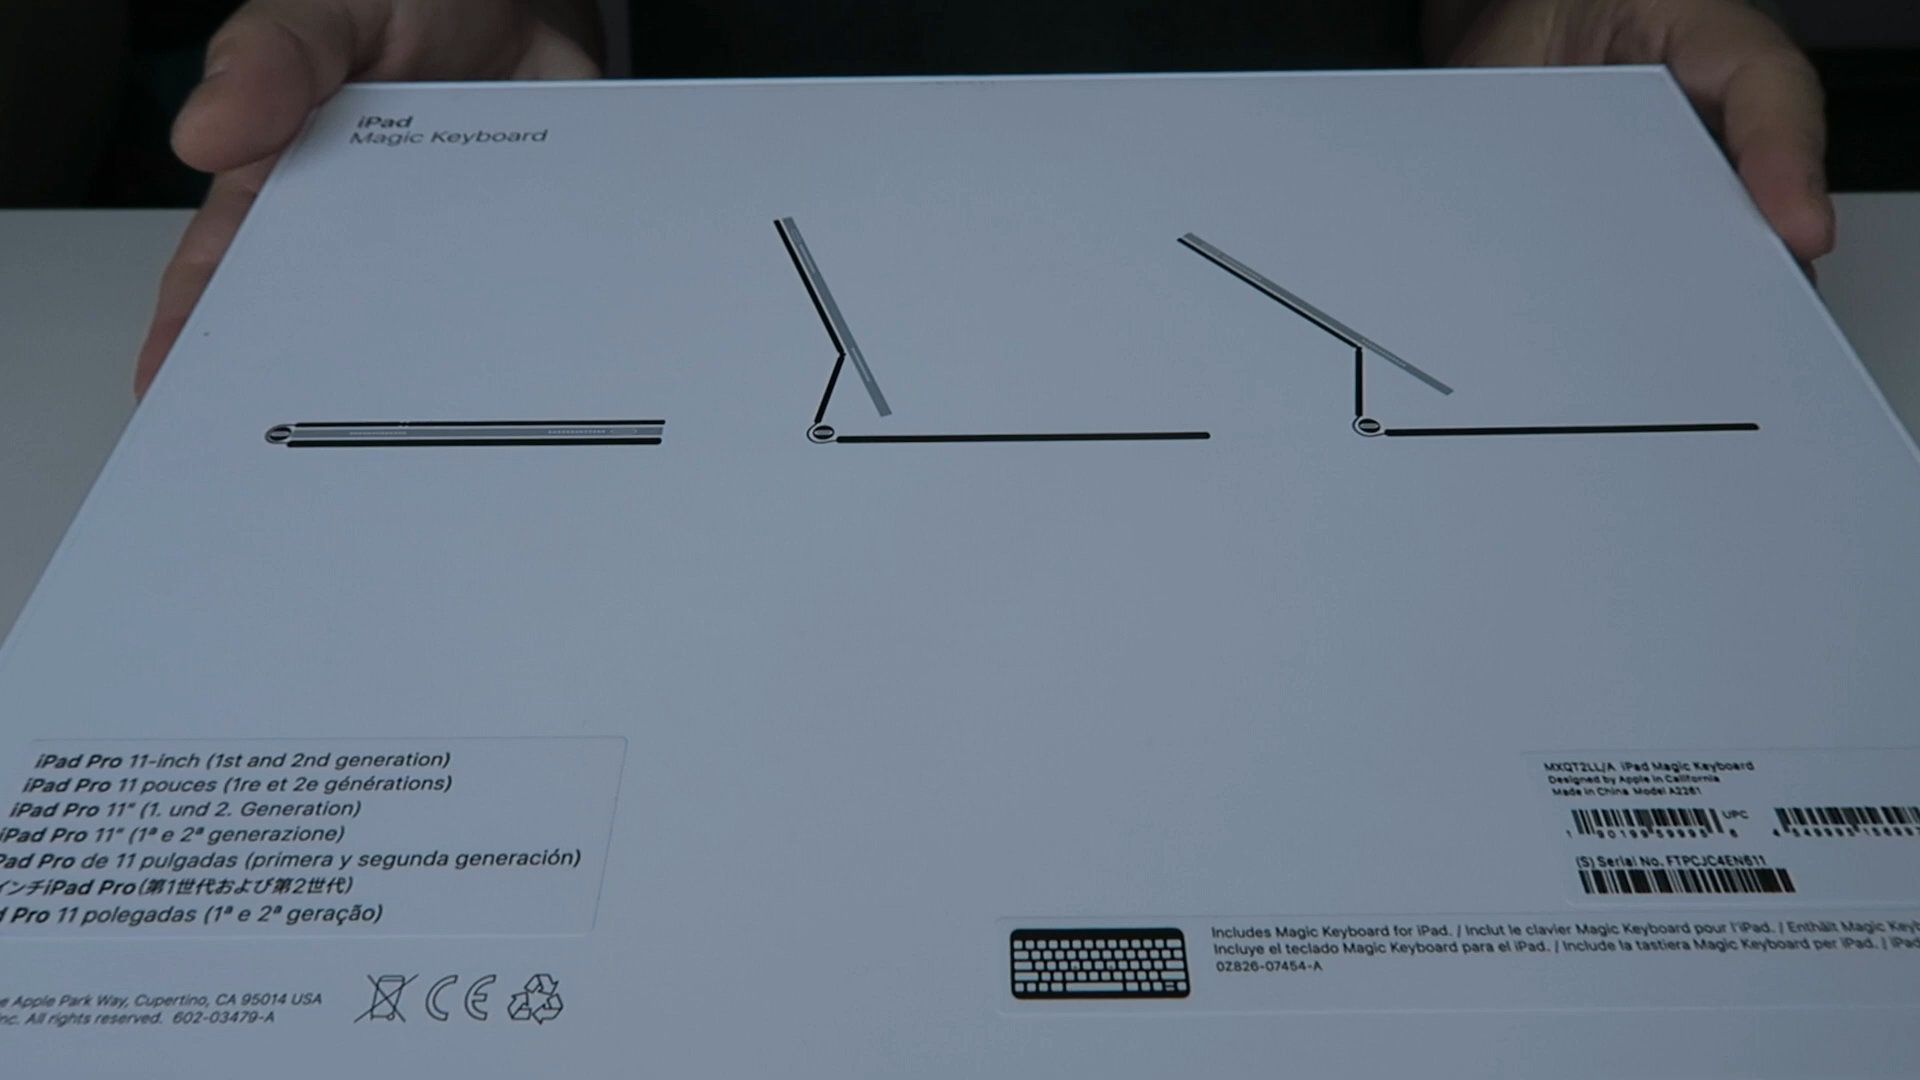 iPad
Magic Keyboard
iPad Pro 11-inch (1st and 2nd generation)
iPad Pro 11 pouces (1re et 2e générations)
iPad Pro 11" (1. und 2. Generation)
iPad Pro 11" (1ª e 2ª generazione)
Pad Pro de 11 pulgadas (primera y segunda generación)
インチiPad Pro(第1世代および第2世代)
Pro 11 polegadas (1ª e 2ª geração)
Apple Park Way, Cupertino, CA 95014 USA
Inc. All rights reserved. 602-03479-A
MXQT2LL/A iPad Magic Keyboard
Designed by Apple in California
Made in China Model A2261
UPC
1 90199 59995 6
(S) Serial No. FTPCJC4EN611
Includes Magic Keyboard for iPad. / Inclut le clavier Magic Keyboard pour l'iPad. / Enthält Magic
Incluye el teclado Magic Keyboard para el iPad. / Include la tastiera Magic Keyboard per iPad. /
0Z826-07454-A